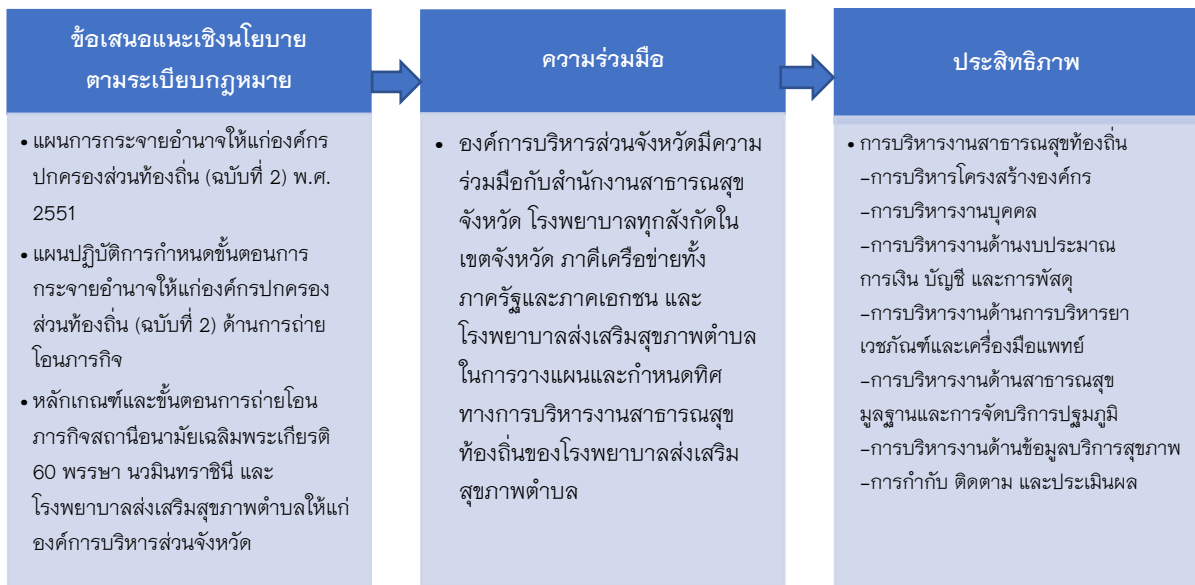 ข้อเสนอแนะเชิงนโยบาย
ตามระเบียบกฎหมาย
• แผนการกระจายอำนาจให้แก่องค์กร
ปกครองส่วนท้องถิ่น (ฉบับที่ 2) พ.ศ.
2551
• แผนปฏิบัติการกำหนดขั้นตอนการ
กระจายอำนาจให้แก่องค์กรปกครอง
ส่วนท้องถิ่น (ฉบับที่ 2) ด้านการถ่าย
โอนภารกิจ
• หลักเกณฑ์และขั้นตอนการถ่ายโอน
ภารกิจสถานีอนามัยเฉลิมพระเกียรติ
60 พรรษา นวมินทราชินี และ
โรงพยาบาลส่งเสริมสุขภาพตำบลให้แก่
องค์การบริหารส่วนจังหวัด
ความร่วมมือ
• องค์การบริหารส่วนจังหวัดมีความ
ร่วมมือกับสำนักงานสาธารณสุข
จังหวัด โรงพยาบาลทุกสังกัดใน
เขตจังหวัด ภาคีเครือข่ายทั้ง
ภาครัฐและภาคเอกชน และ
โรงพยาบาลส่งเสริมสุขภาพตำบล
ในการวางแผนและกำหนดทิศ
ทางการบริหารงานสาธารณสุข
ท้องถิ่นของโรงพยาบาลส่งเสริม
สุขภาพตำบล
ประสิทธิภาพ
• การบริหารงานสาธารณสุขท้องถิ่น
-การบริหารโครงสร้างองค์กร
-การบริหารงานบุคคล
-การบริหารงานด้านงบประมาณ
การเงิน บัญชี และการพัสดุ
-การบริหารงานด้านการบริหารยา
เวชภัณฑ์และเครื่องมือแพทย์
-การบริหารงานด้านสาธารณสุข
มูลฐานและการจัดบริการปฐมภูมิ
-การบริหารงานด้านข้อมูลบริการสุขภาพ
-การกำกับ ติดตาม และประเมินผล